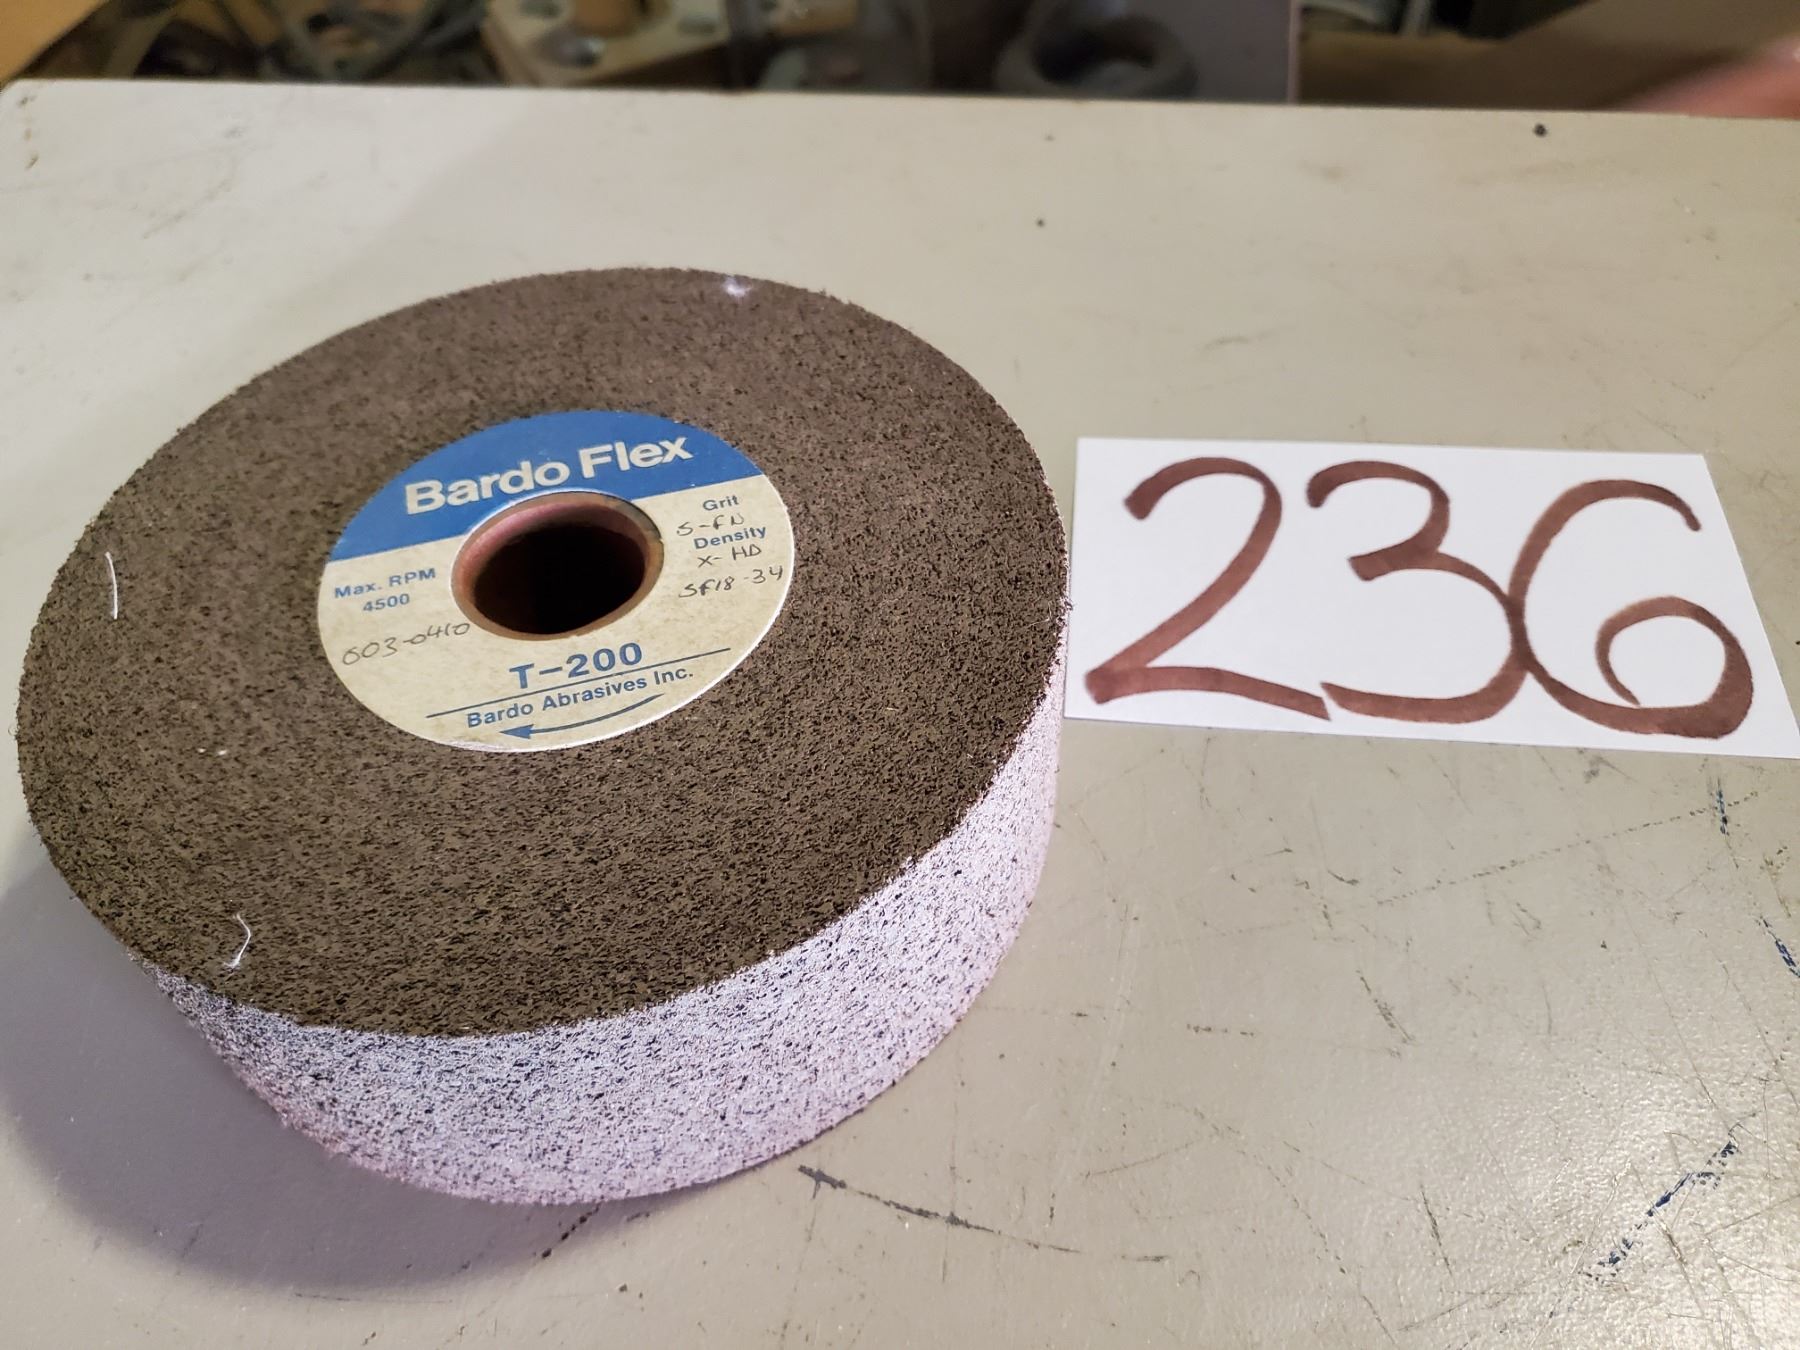 Bardo Flex
Grit
S-FN
Density
X-HD
SF18-34
Max. RPM
4500
603-0410
T-200
Bardo Abrasives Inc.
236